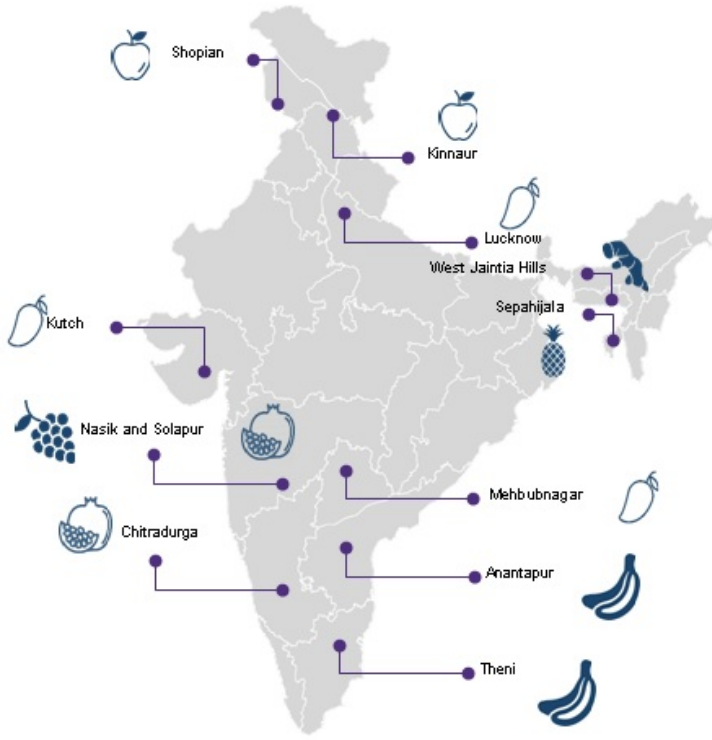 Shopian
Kinnaur
Lucknow
West Jaintia Hills
Sepahijala
Kutch
Nasik and Solapur
Mehbubnagar
Chitradurga
Anantapur
Theni